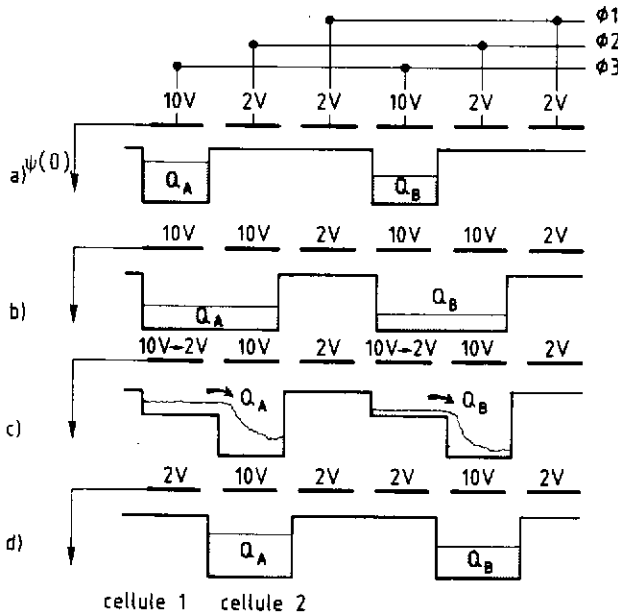 ϕ1
ϕ2
ϕ3
10V 2V 2V 10V 2V 2V
ψ(0)
a) Q_A Q_B
10V 10V 2V 10V 10V 2V
b) Q_A Q_B
10V→2V 10V 2V 10V→2V 10V 2V
c) Q_A Q_B
2V 10V 2V 2V 10V 2V
d) Q_A Q_B
cellule 1 cellule 2